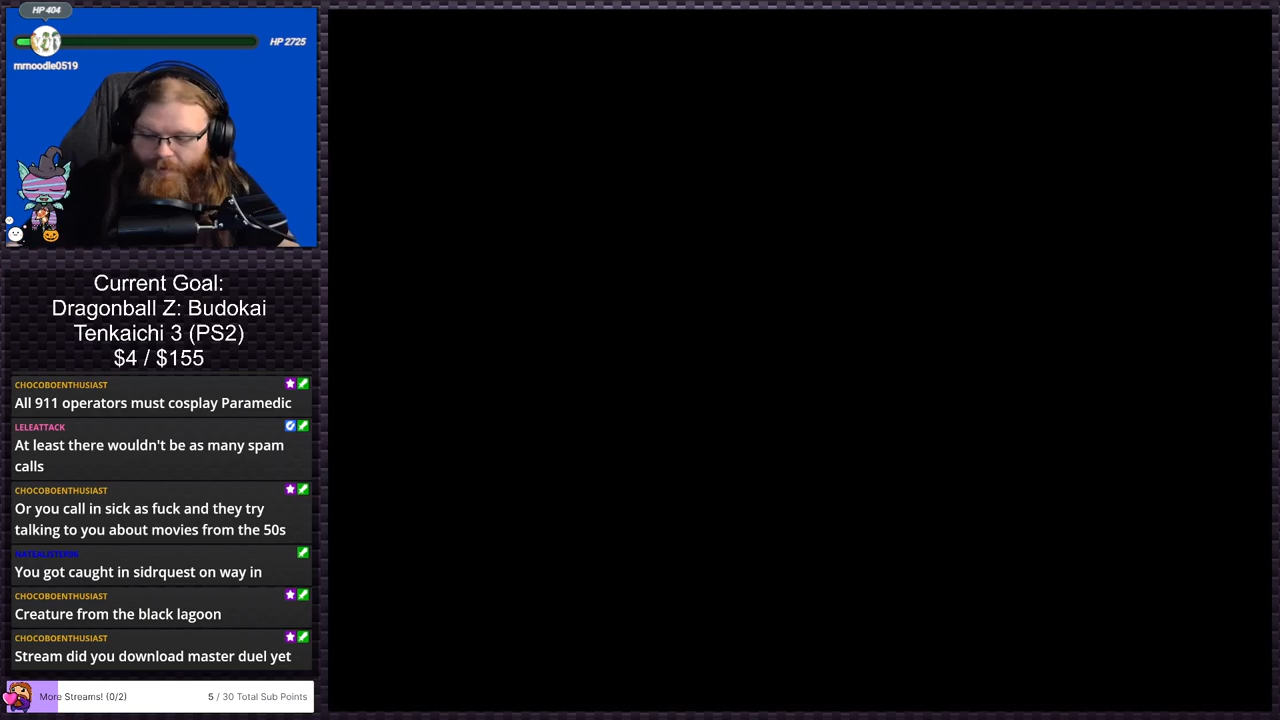 HP 404
HP 2725
mmoodle0519
Current Goal:
Dragonball Z: Budokai
Tenkaichi 3 (PS2)
$4 / $155
CHOCOBOENTHUSIAST
All 911 operators must cosplay Paramedic
LELEATTACK
At least there wouldn't be as many spam
calls
CHOCOBOENTHUSIAST
Or you call in sick as fuck and they try
talking to you about movies from the 50s
You got caught in sidrquest on way in
CHOCOBOENTHUSIAST
Creature from the black lagoon
CHOCOBOENTHUSIAST
Stream did you download master duel yet
More Streams! (0/2)
5 / 30 Total Sub Points